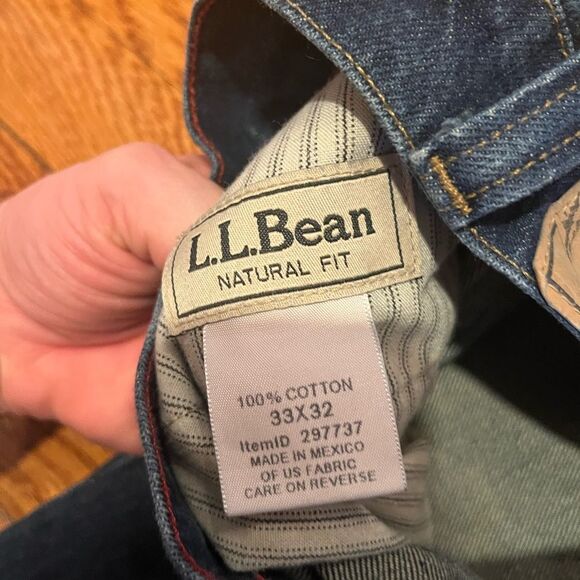 L.L.Bean
NATURAL FIT
100% COTTON
33X32
ItemID 297737
MADE IN MEXICO
OF US FABRIC
CARE ON REVERSE